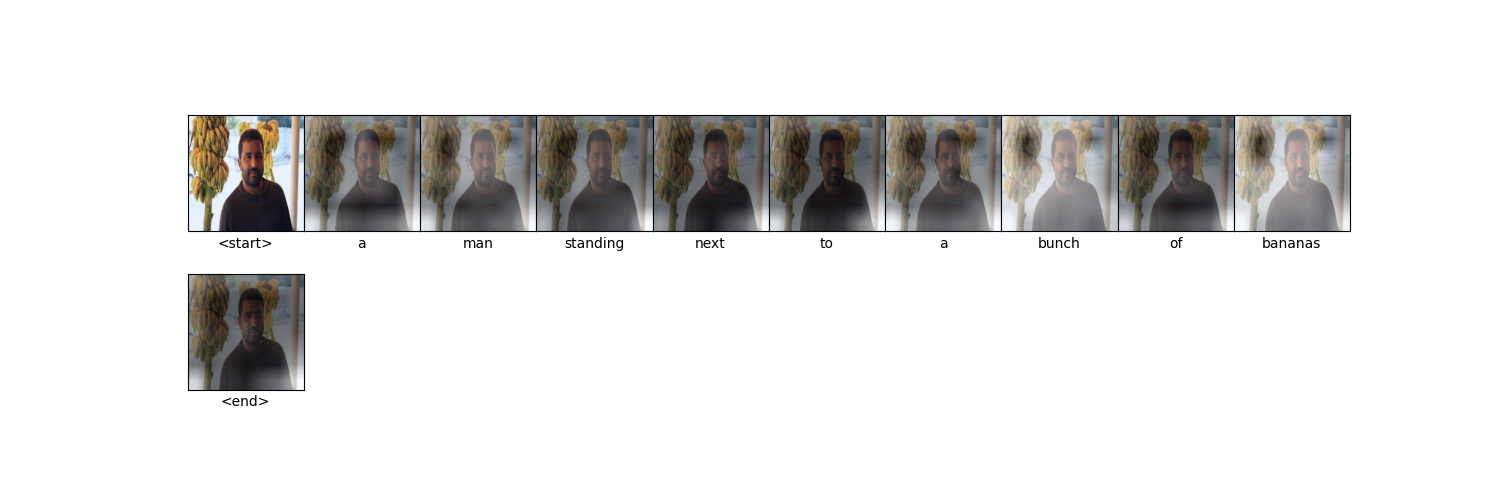 <start> a man standing next to a bunch of bananas
<end>